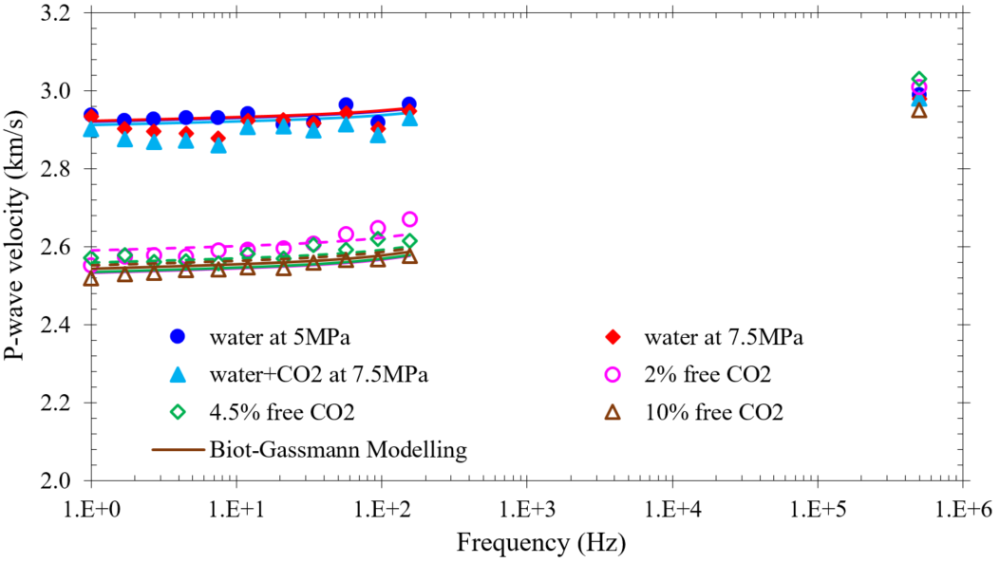 3.2
3.0
2.8
2.6
2.4
2.2
2.0
P-wave velocity (km/s)
water at 5MPa
water at 7.5MPa
water+CO2 at 7.5MPa
2% free CO2
4.5% free CO2
10% free CO2
Biot-Gassmann Modelling
1.E+0
1.E+1
1.E+2
1.E+3
1.E+4
1.E+5
1.E+6
Frequency (Hz)